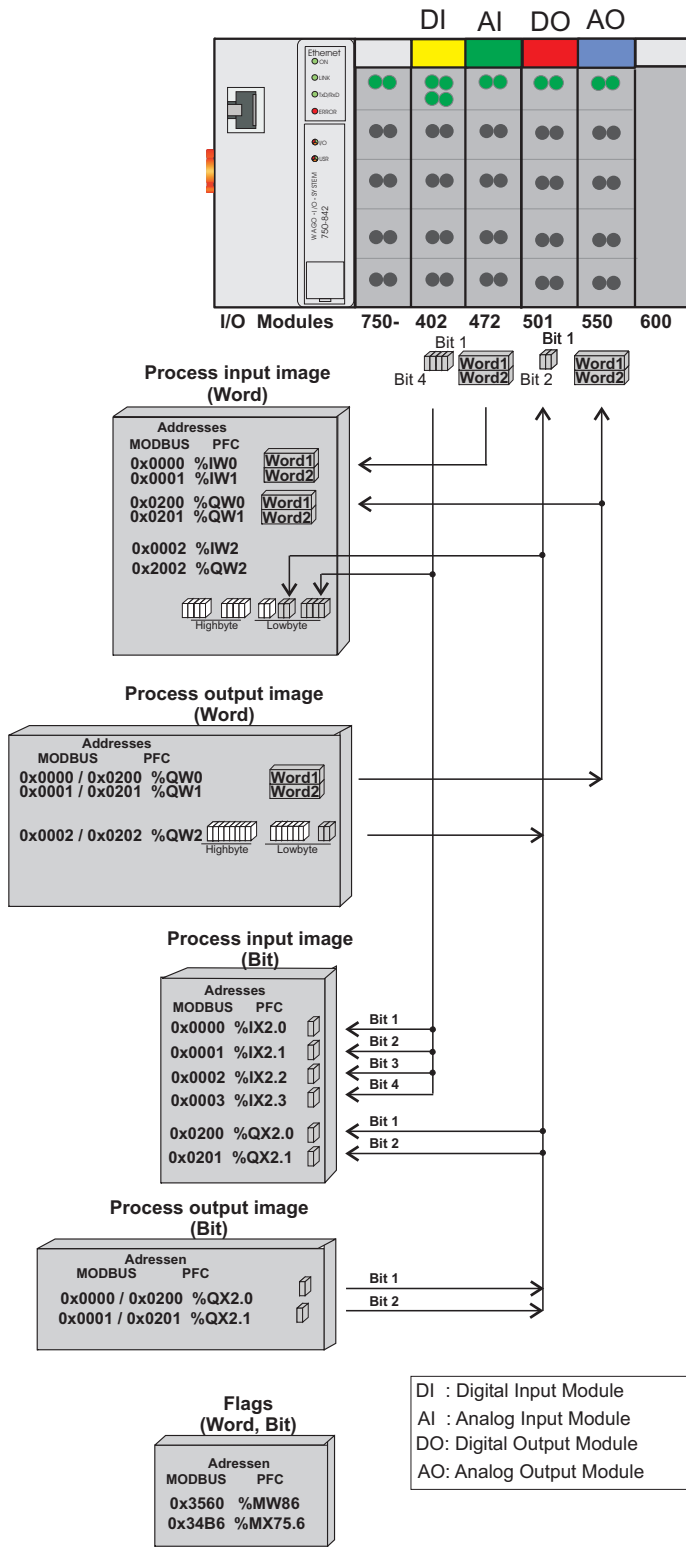 DI AI DO AO
Ethernet
ON
LINK
TxD/RxD
ERROR
I/O
USR
WAGO - I/O - SYSTEM
750-842
I/O Modules 750- 402 472 501 550 600
Bit 1
Bit 4
Word1
Word2
Bit 1
Bit 2
Word1
Word2
Process input image
(Word)
Addresses
MODBUS PFC
0x0000 %IW0 Word1
0x0001 %IW1 Word2
0x0200 %QW0 Word1
0x0201 %QW1 Word2
0x0002 %IW2
0x2002 %QW2
Highbyte Lowbyte
Process output image
(Word)
Addresses
MODBUS PFC
0x0000 / 0x0200 %QW0 Word1
0x0001 / 0x0201 %QW1 Word2
0x0002 / 0x0202 %QW2
Highbyte Lowbyte
Process input image
(Bit)
Adresses
MODBUS PFC
0x0000 %IX2.0 Bit 1
0x0001 %IX2.1 Bit 2
0x0002 %IX2.2 Bit 3
0x0003 %IX2.3 Bit 4
0x0200 %QX2.0 Bit 1
0x0201 %QX2.1 Bit 2
Process output image
(Bit)
Adressen
MODBUS PFC
0x0000 / 0x0200 %QX2.0 Bit 1
0x0001 / 0x0201 %QX2.1 Bit 2
Flags
(Word, Bit)
Adressen
MODBUS PFC
0x3560 %MW86
0x34B6 %MX75.6
DI : Digital Input Module
AI : Analog Input Module
DO: Digital Output Module
AO: Analog Output Module